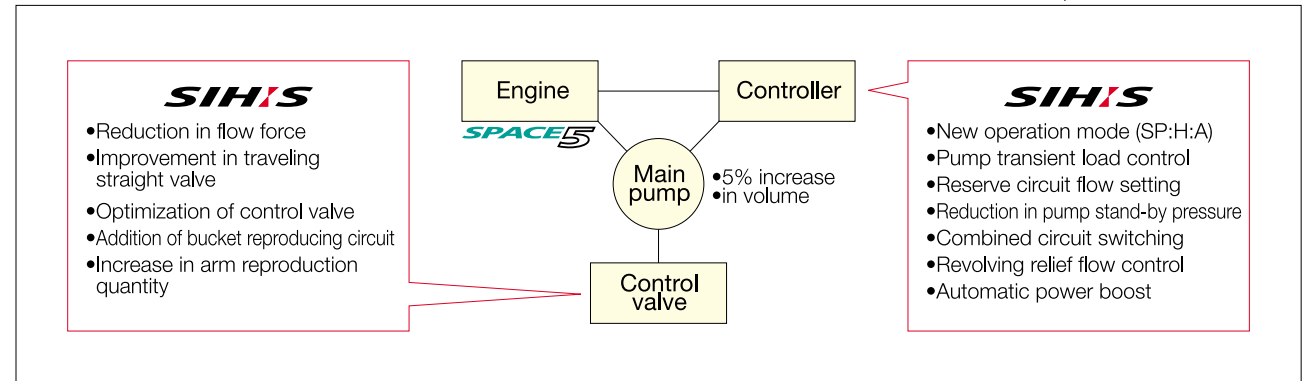 SIH:S
•Reduction in flow force
•Improvement in traveling
straight valve
•Optimization of control valve
•Addition of bucket reproducing circuit
•Increase in arm reproduction
quantity
Engine
SPACE5
Controller
Main
pump
•5% increase
•in volume
Control
valve
SIH:S
•New operation mode (SP:H:A)
•Pump transient load control
•Reserve circuit flow setting
•Reduction in pump stand-by pressure
•Combined circuit switching
•Revolving relief flow control
•Automatic power boost